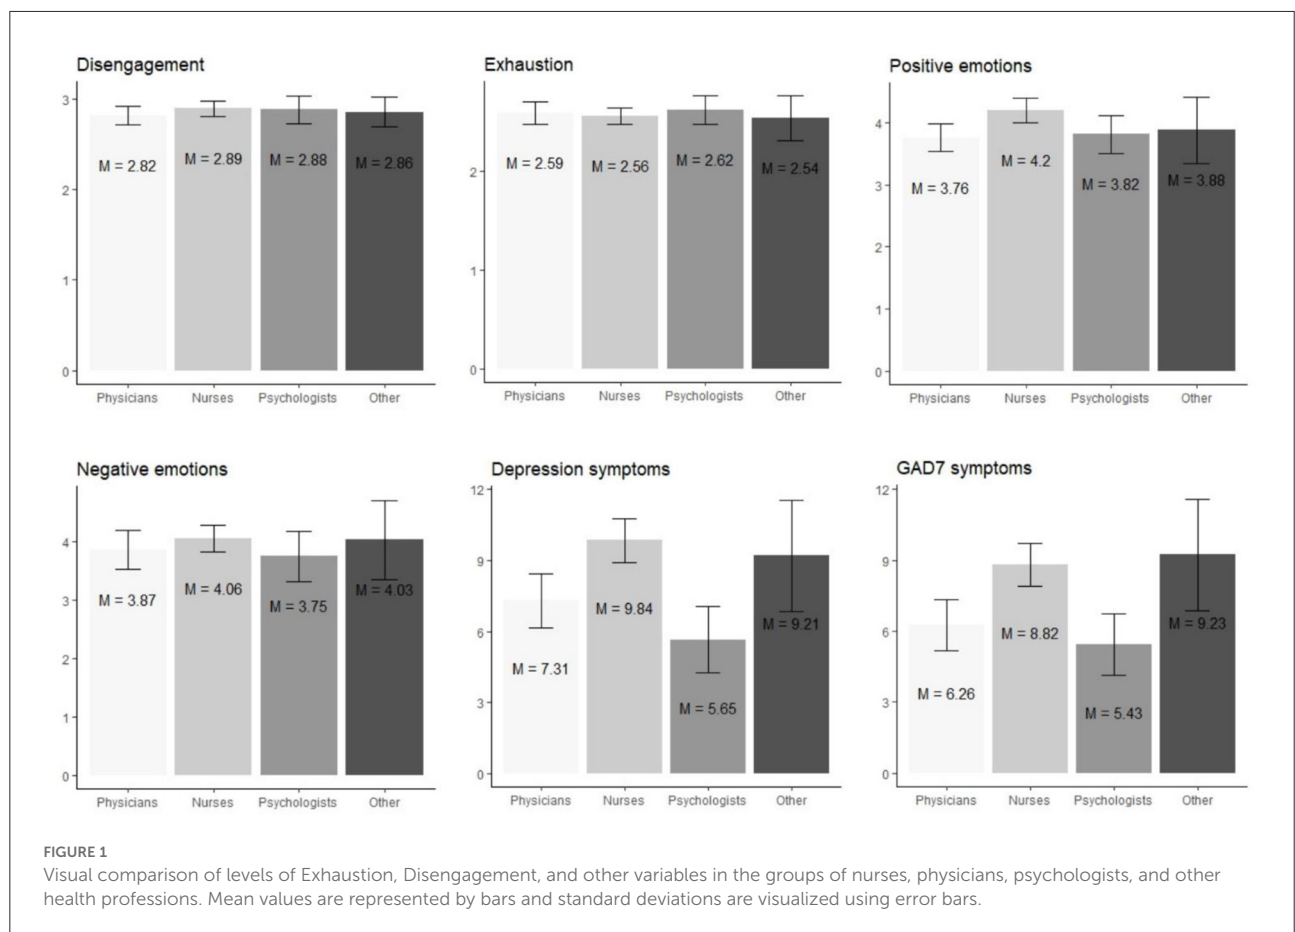 Disengagement
3
2
1
0
M = 2.82
M = 2.89
M = 2.88
M = 2.86
Physicians
Nurses
Psychologists
Other
Exhaustion
2
1
0
M = 2.59
M = 2.56
M = 2.62
M = 2.54
Physicians
Nurses
Psychologists
Other
Positive emotions
4
3
2
1
0
M = 3.76
M = 4.2
M = 3.82
M = 3.88
Physicians
Nurses
Psychologists
Other
Negative emotions
4
3
2
1
0
M = 3.87
M = 4.06
M = 3.75
M = 4.03
Physicians
Nurses
Psychologists
Other
Depression symptoms
12
9
6
3
0
M = 7.31
M = 9.84
M = 5.65
M = 9.21
Physicians
Nurses
Psychologists
Other
GAD7 symptoms
12
9
6
3
0
M = 6.26
M = 8.82
M = 5.43
M = 9.23
Physicians
Nurses
Psychologists
Other
FIGURE 1
Visual comparison of levels of Exhaustion, Disengagement, and other variables in the groups of nurses, physicians, psychologists, and other
health professions. Mean values are represented by bars and standard deviations are visualized using error bars.